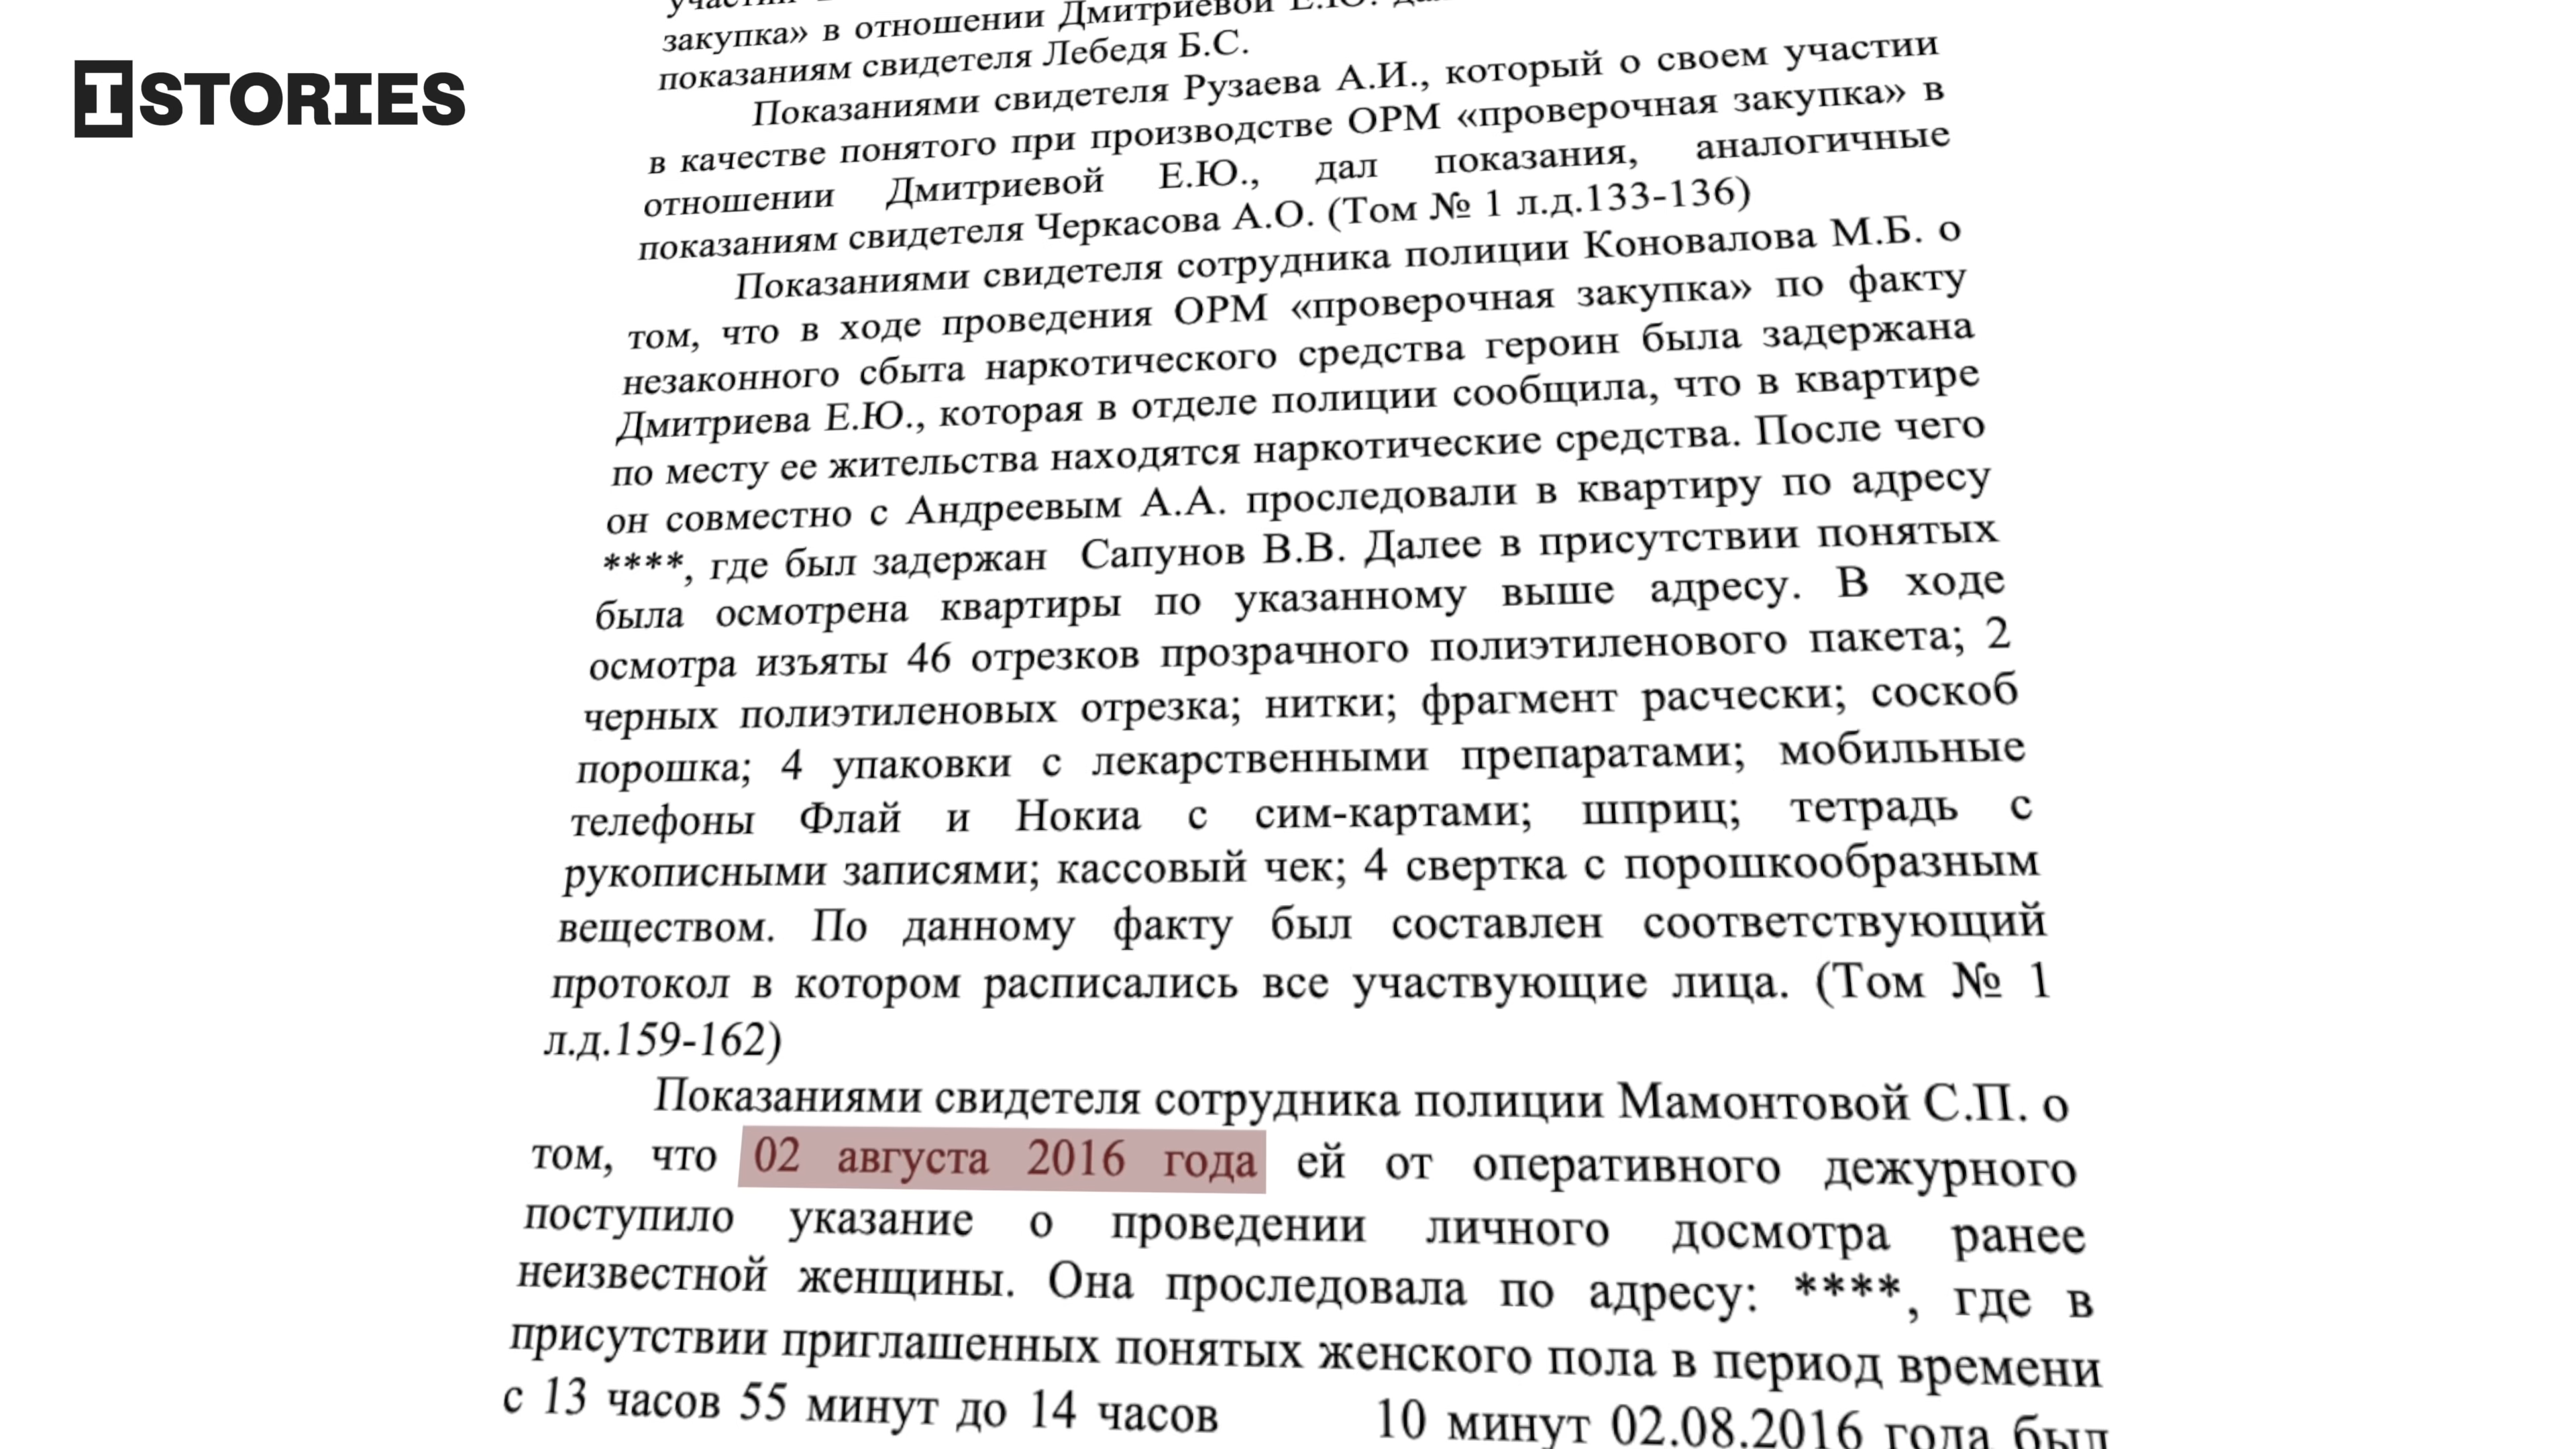 ISTORIES
участии
закупка» в отношении Дмитриевой Е.Ю.
показаниям свидетеля Лебедя Б.С.
Показаниями свидетеля Рузаева А.И., который о своем участии
в качестве понятого при производстве ОРМ «проверочная закупка» в
отношении Дмитриевой Е.Ю., дал показания, аналогичные
показаниям свидетеля Черкасова А.О. (Том № 1 л.д.133-136)
Показаниями свидетеля сотрудника полиции Коновалова М.Б. о
том, что в ходе проведения ОРМ «проверочная закупка» по факту
незаконного сбыта наркотического средства героин была задержана
Дмитриева Е.Ю., которая в отделе полиции сообщила, что в квартире
по месту ее жительства находятся наркотические средства. После чего
он совместно с Андреевым А.А. проследовали в квартиру по адресу
****, где был задержан Сапунов В.В. Далее в присутствии понятых
была осмотрена квартиры по указанному выше адресу. В ходе
осмотра изъяты 46 отрезков прозрачного полиэтиленового пакета; 2
черных полиэтиленовых отрезка; нитки; фрагмент расчески; соскоб
порошка; 4 упаковки с лекарственными препаратами; мобильные
телефоны Флай и Нокиа с сим-картами; шприц; тетрадь с
рукописными записями; кассовый чек; 4 свертка с порошкообразным
веществом. По данному факту был составлен соответствующий
протокол в котором расписались все участвующие лица. (Том № 1
л.д.159-162)
Показаниями свидетеля сотрудника полиции Мамонтовой С.П. о
том, что 02 августа 2016 года ей от оперативного дежурного
поступило указание о проведении личного досмотра ранее
неизвестной женщины. Она проследовала по адресу: ****, где в
присутствии приглашенных понятых женского пола в период времени
с 13 часов 55 минут до 14 часов 10 минут 02.08.2016 года был